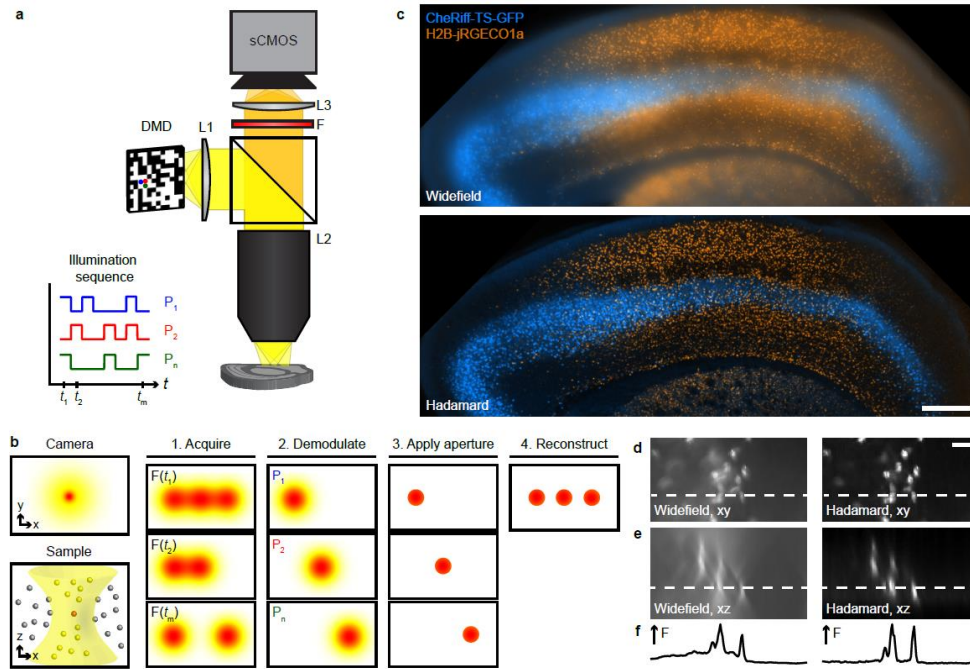 a
sCMOS
L3
F
DMD
L1
L2
Illumination
sequence
P1
P2
Pn
t
t1 t2 tm
c
CheRiff-TS-GFP
H2B-jRGECO1a
Widefield
Hadamard
b
Camera
y
x
Sample
z
x
1. Acquire
2. Demodulate
3. Apply aperture
4. Reconstruct
F(t1)
P1
F(t2)
P2
F(tm)
Pn
d
Widefield, xy
Hadamard, xy
e
Widefield, xz
Hadamard, xz
f
F
F